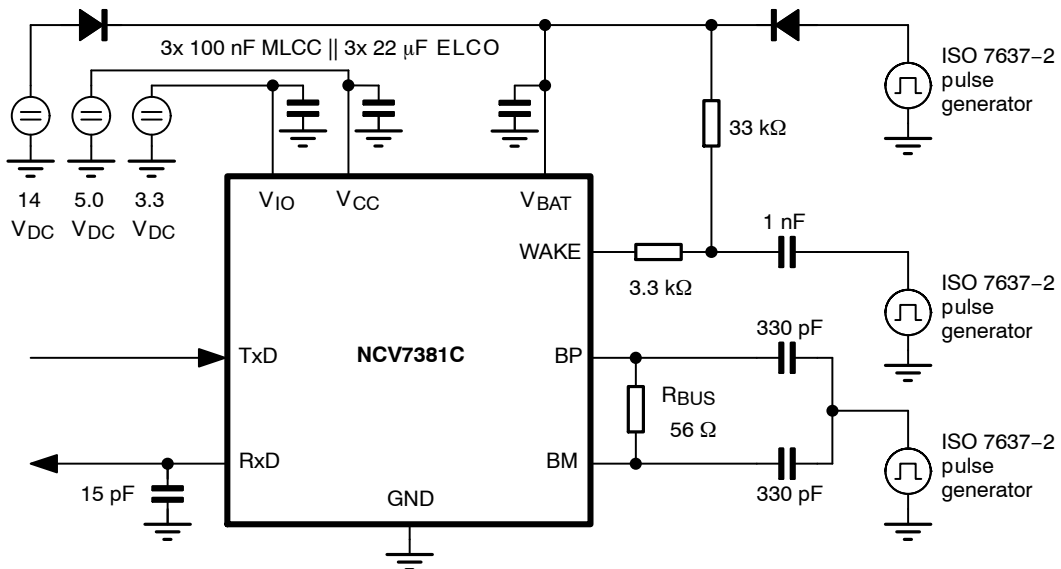 3x 100 nF MLCC || 3x 22 μF ELCO
ISO 7637−2
pulse
generator
33 kΩ
14
VDC
5.0
VDC
3.3
VDC
VIO
VCC
VBAT
WAKE
3.3 kΩ
1 nF
ISO 7637−2
pulse
generator
TxD
NCV7381C
BP
330 pF
RBUS
56 Ω
RxD
15 pF
BM
330 pF
GND
ISO 7637−2
pulse
generator